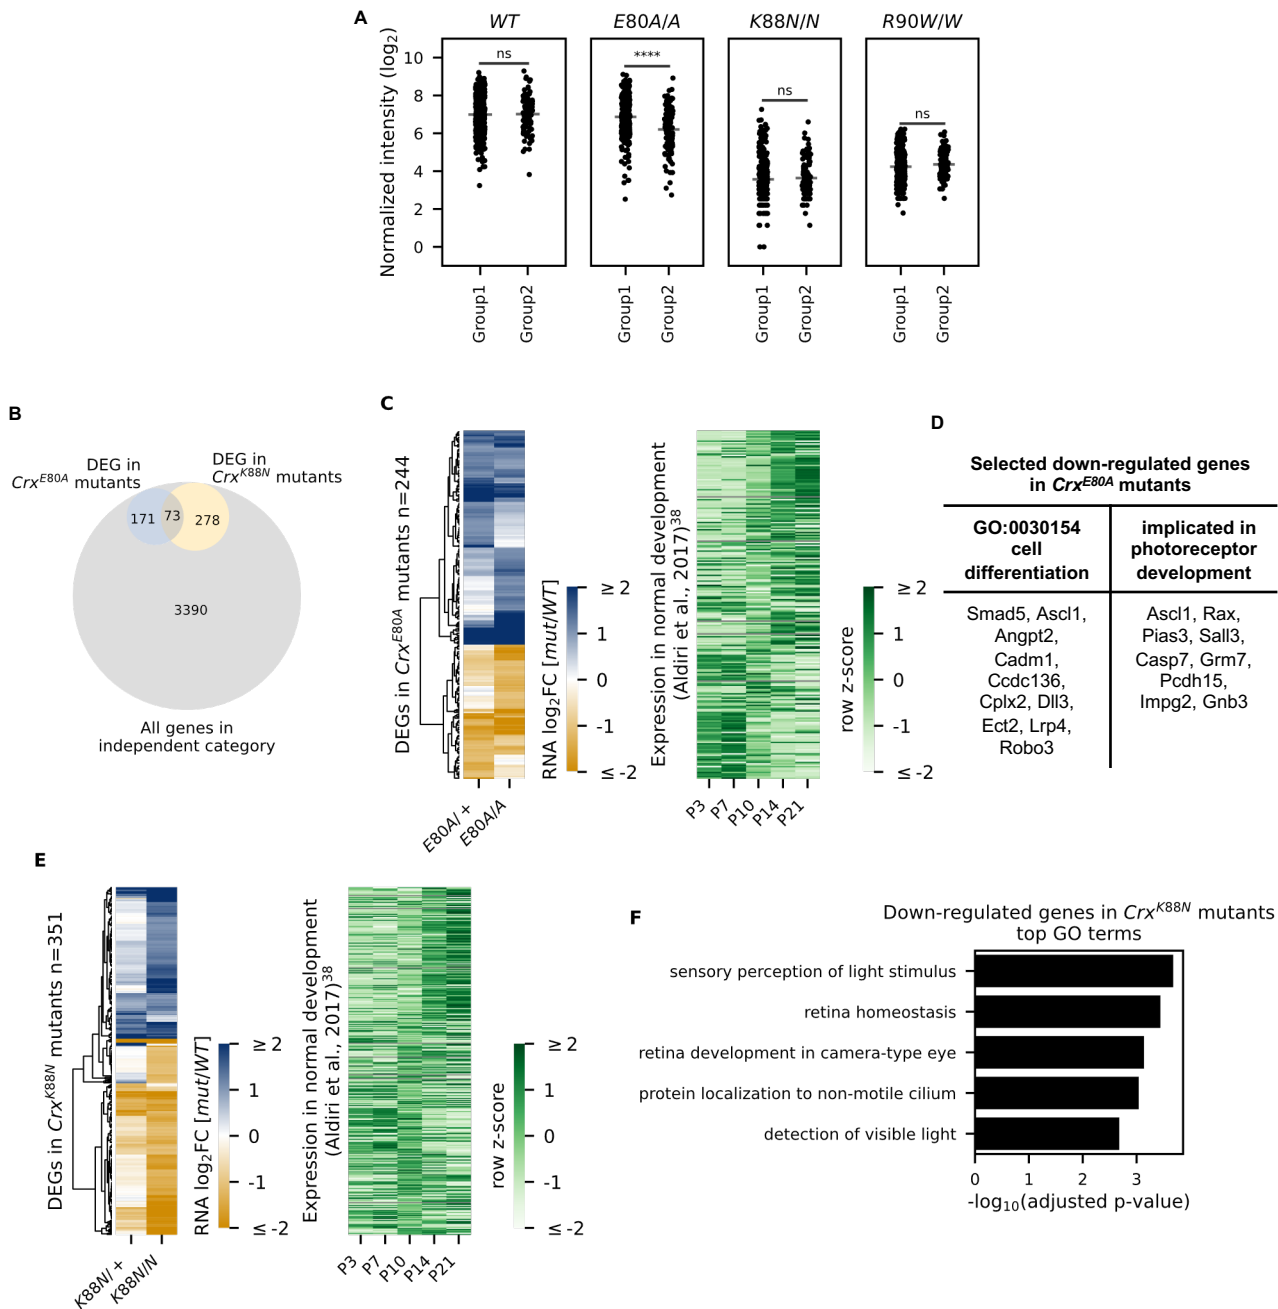 A
WT
E80A/A
K88N/N
R90W/W
Normalized intensity (log2)
10
8
6
4
2
0
ns
****
ns
ns
Group1
Group2
Group1
Group2
Group1
Group2
Group1
Group2
B
DEG in
CrxE80A mutants
DEG in
CrxK88N mutants
171
73
278
3390
All genes in
independent category
C
DEGs in CrxE80A mutants n=244
E80A/+
E80A/A
RNA log2FC [mut/WT]
≥ 2
1
0
-1
≤ -2
Expression in normal development
(Aldiri et al., 2017)38
P3
P7
P10
P14
P21
row z-score
≥ 2
1
0
−1
≤ −2
D
Selected down-regulated genes
in CrxE80A mutants
GO:0030154
cell
differentiation
implicated in
photoreceptor
development
Smad5, Ascl1,
Angpt2,
Cadm1,
Ccdc136,
Cplx2, Dll3,
Ect2, Lrp4,
Robo3
Ascl1, Rax,
Pias3, Sall3,
Casp7, Grm7,
Pcdh15,
Impg2, Gnb3
E
DEGs in CrxK88N mutants n=351
K88N/+
K88N/N
RNA log2FC [mut/WT]
≥ 2
1
0
-1
≤ -2
Expression in normal development
(Aldiri et al., 2017)38
P3
P7
P10
P14
P21
row z-score
≥ 2
1
0
-1
≤ -2
F
Down-regulated genes in CrxK88N mutants
top GO terms
sensory perception of light stimulus
retina homeostasis
retina development in camera-type eye
protein localization to non-motile cilium
detection of visible light
0
1
2
3
-log10(adjusted p-value)